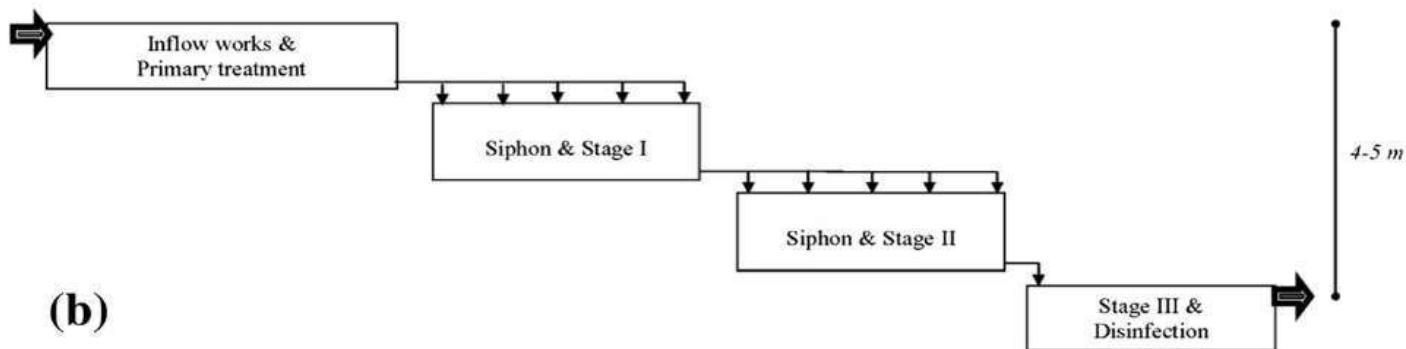 Inflow works &
Primary treatment
Siphon & Stage I
4-5 m
Siphon & Stage II
Stage III &
Disinfection
(b)